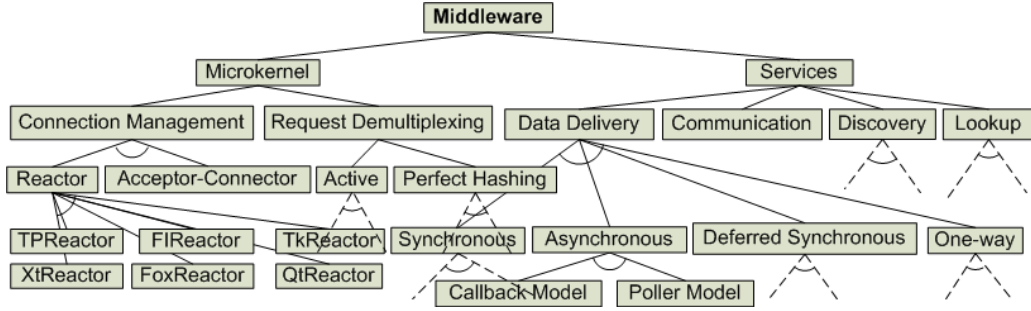 Middleware
Microkernel Services
Connection Management Request Demultiplexing Data Delivery Communication Discovery Lookup
Reactor Acceptor-Connector Active Perfect Hashing
TPReactor FlReactor TkReactor Synchronous Asynchronous Deferred Synchronous One-way
XtReactor FoxReactor QtReactor Callback Model Poller Model